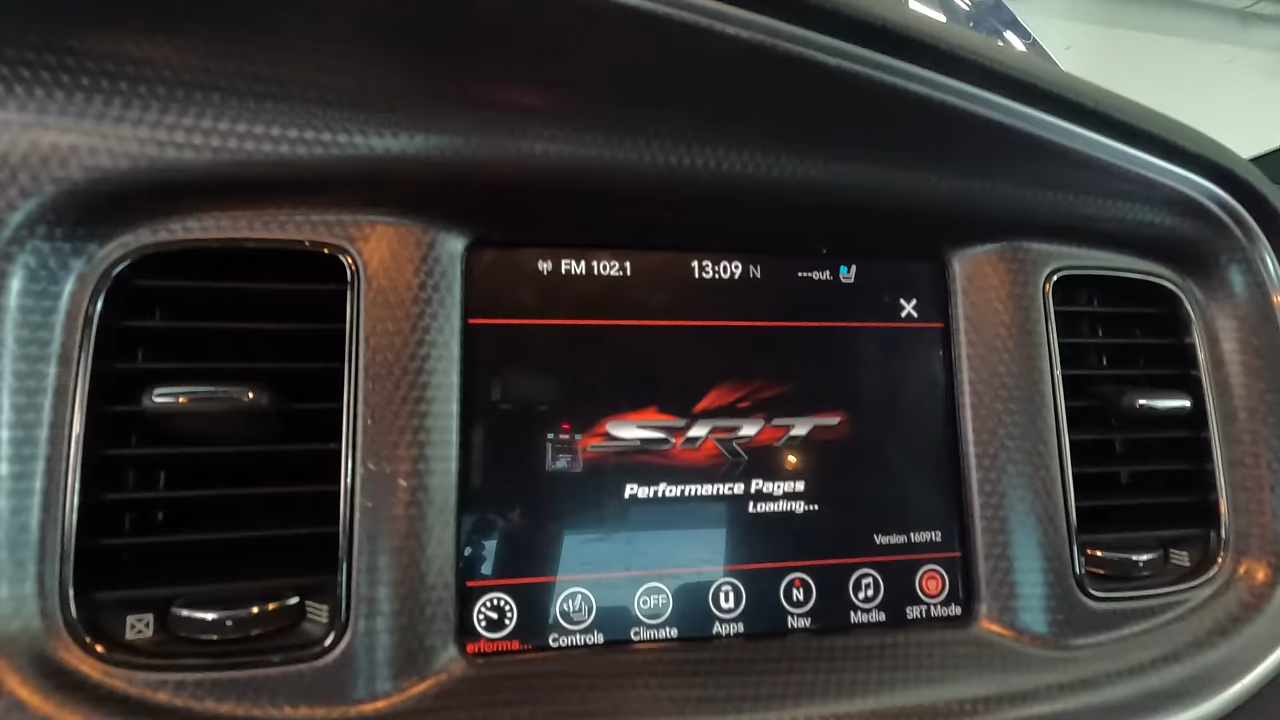 FM 102.1 13:09 N ---out.
SRT
Performance Pages
Loading...
Version 160912
erforma... Controls OFF Climate Apps N Nav Media SRT Mode